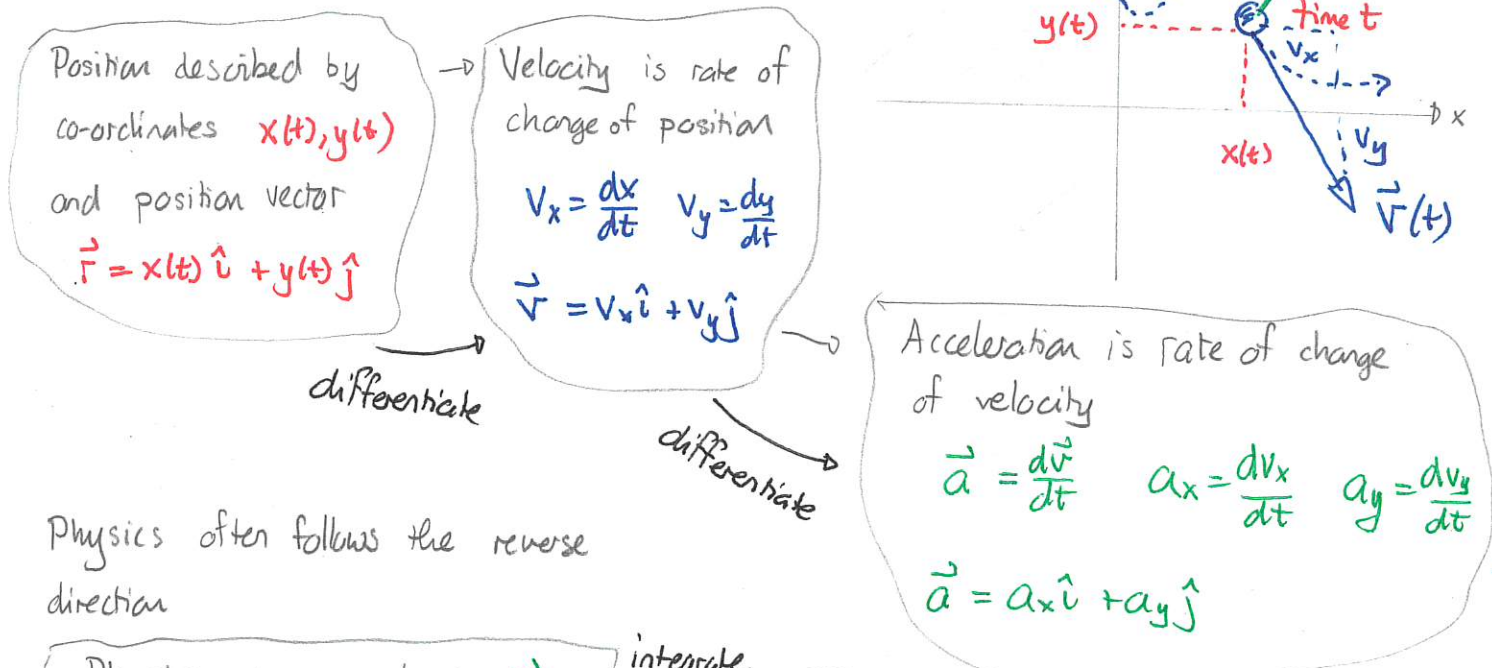 Position described by
co-ordinates x(t), y(t)
and position vector
r⃗ = x(t) î + y(t) ĵ
differentiate
→ Velocity is rate of
change of position
Vx = dx/dt Vy = dy/dt
v⃗ = Vx î + Vy ĵ
differentiate
y(t)
time t
Vx
x
x(t)
Vy
v⃗(t)
Acceleration is rate of change
of velocity
a⃗ = dv⃗/dt ax = dvx/dt ay = dvy/dt
a⃗ = ax î + ay ĵ
Physics often follows the reverse
direction
integrate